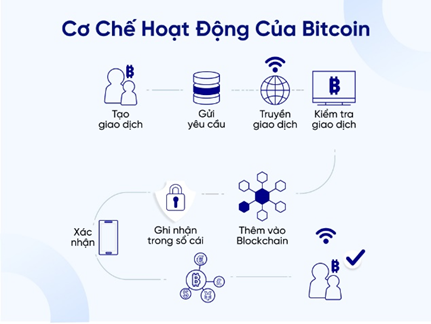 Cơ Chế Hoạt Động Của Bitcoin
Tạo
giao dịch
Gửi
yêu cầu
Truyền
giao dịch
Kiểm tra
giao dịch
Thêm vào
Blockchain
Ghi nhận
trong sổ cái
Xác
nhận